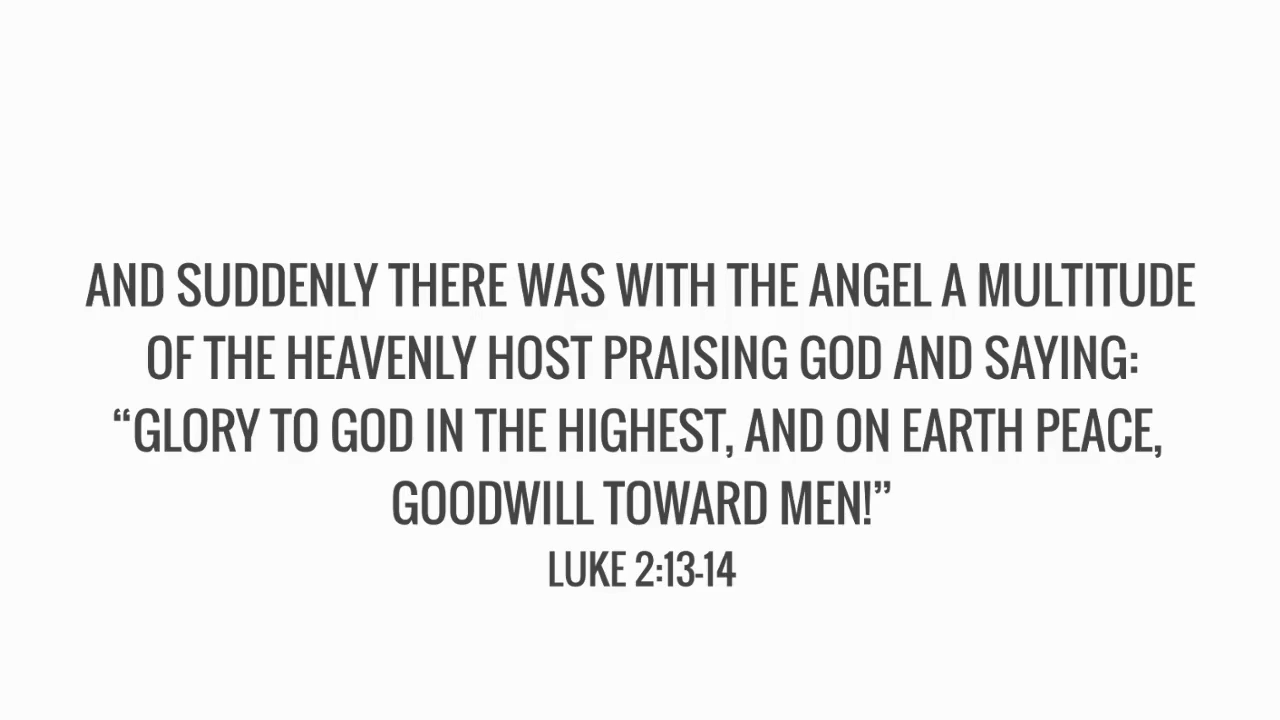 AND SUDDENLY THERE WAS WITH THE ANGEL A MULTITUDE
OF THE HEAVENLY HOST PRAISING GOD AND SAYING:
“GLORY TO GOD IN THE HIGHEST, AND ON EARTH PEACE,
GOODWILL TOWARD MEN!”
LUKE 2:13-14